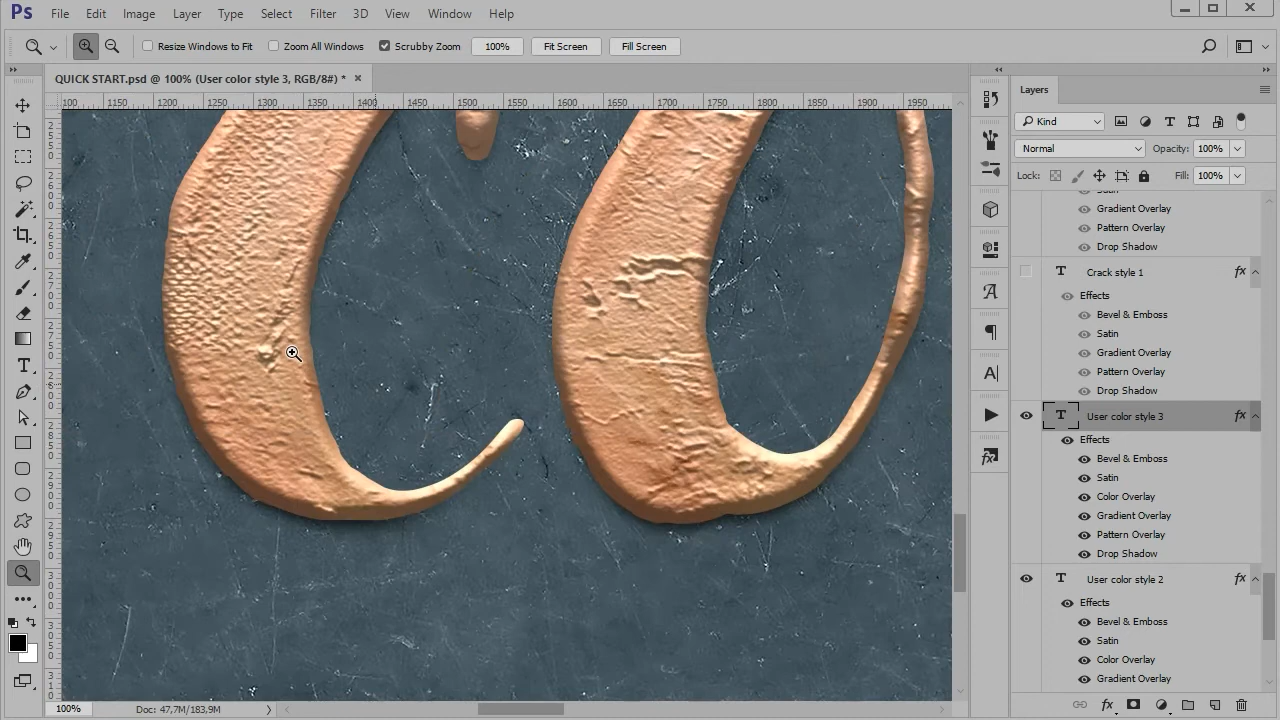 Ps File Edit Image Layer Type Select Filter 3D View Window Help
Resize Windows to Fit Zoom All Windows Scrubby Zoom 100% Fit Screen Fill Screen
QUICK START.psd @ 100% (User color style 3, RGB/8#) *
Layers
1150 1200 1250 1300 1350 1400 1450 1500 1550 1600 1650 1700 1750 1800 1850 1900 1950
Kind
Normal Opacity: 100%
Lock: Fill: 100%
Gradient Overlay
Pattern Overlay
Drop Shadow
T Crack style 1 fx
Effects
Bevel & Emboss
Satin
Gradient Overlay
Pattern Overlay
Drop Shadow
T User color style 3 fx
Effects
Bevel & Emboss
Satin
Color Overlay
Gradient Overlay
Pattern Overlay
Drop Shadow
T User color style 2 fx
Effects
Bevel & Emboss
Satin
Color Overlay
Gradient Overlay
100% Doc: 47,7M/183,9M